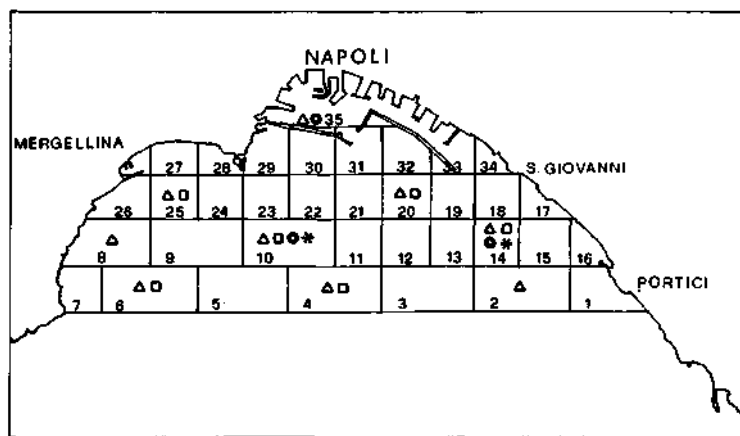 NAPOLI
△ 35
MERGELLINA
27 28 29 30 31 32 33 34 S. GIOVANNI
△ □ △ □
26 25 24 23 22 21 20 19 18 17
△ △ □ * △ □
*
8 9 10 11 12 13 14 15 16
PORTICI
△ □ △ □ △
7 6 5 4 3 2 1